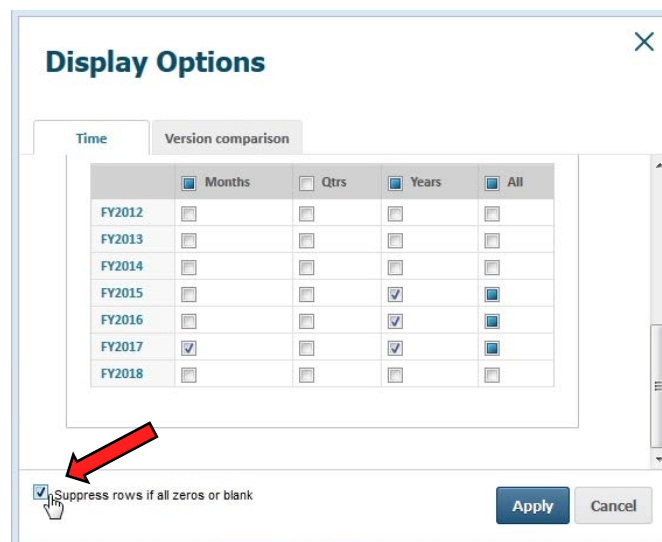 Display Options
Time Version comparison
Months Qtrs Years All
FY2012
FY2013
FY2014
FY2015
FY2016
FY2017
FY2018
Suppress rows if all zeros or blank
Apply Cancel